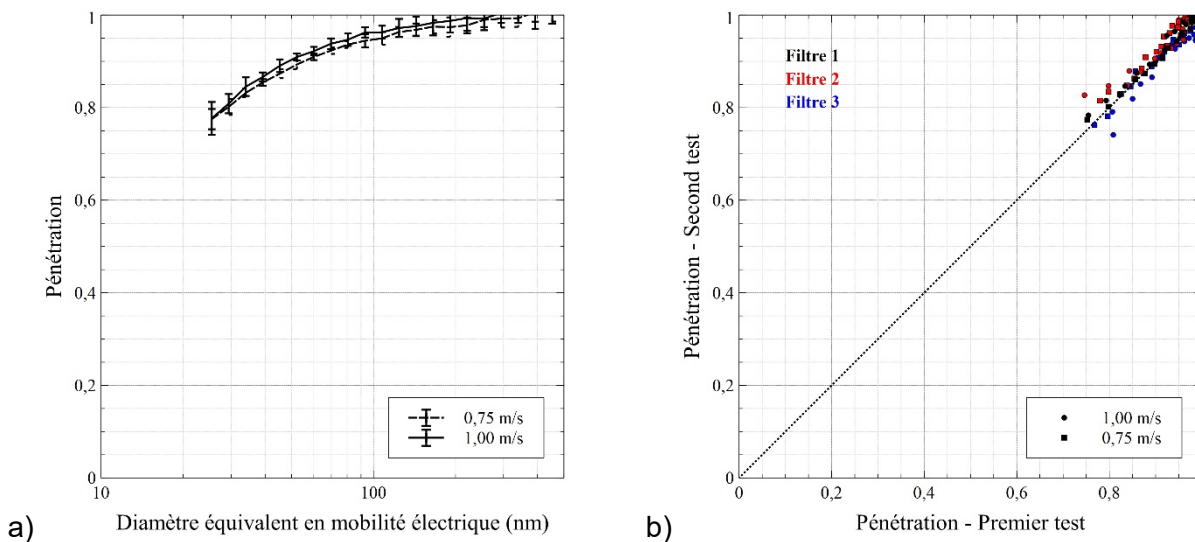 1
0,8
0,6
0,4
0,2
0
Pénétration
10
100
Diamètre équivalent en mobilité électrique (nm)
0,75 m/s
1,00 m/s
a)
1
0,8
0,6
0,4
0,2
0
Pénétration - Second test
Filtre 1
Filtre 2
Filtre 3
1,00 m/s
0,75 m/s
0
0,2
0,4
0,6
0,8
Pénétration - Premier test
b)